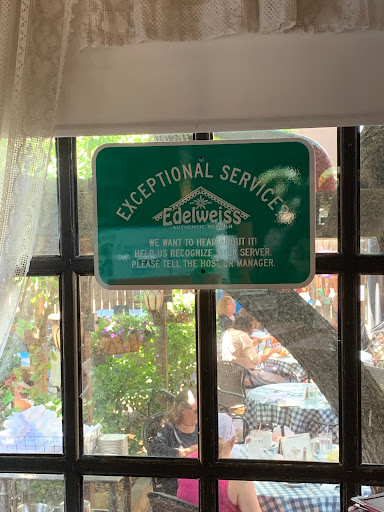 EXCEPTIONAL SERVICE?
Edelweiss
AUTHENTIC GERMAN
WE WANT TO HEAR ABOUT IT!
HELP US RECOGNIZE YOUR SERVER.
PLEASE TELL THE HOST OR MANAGER.